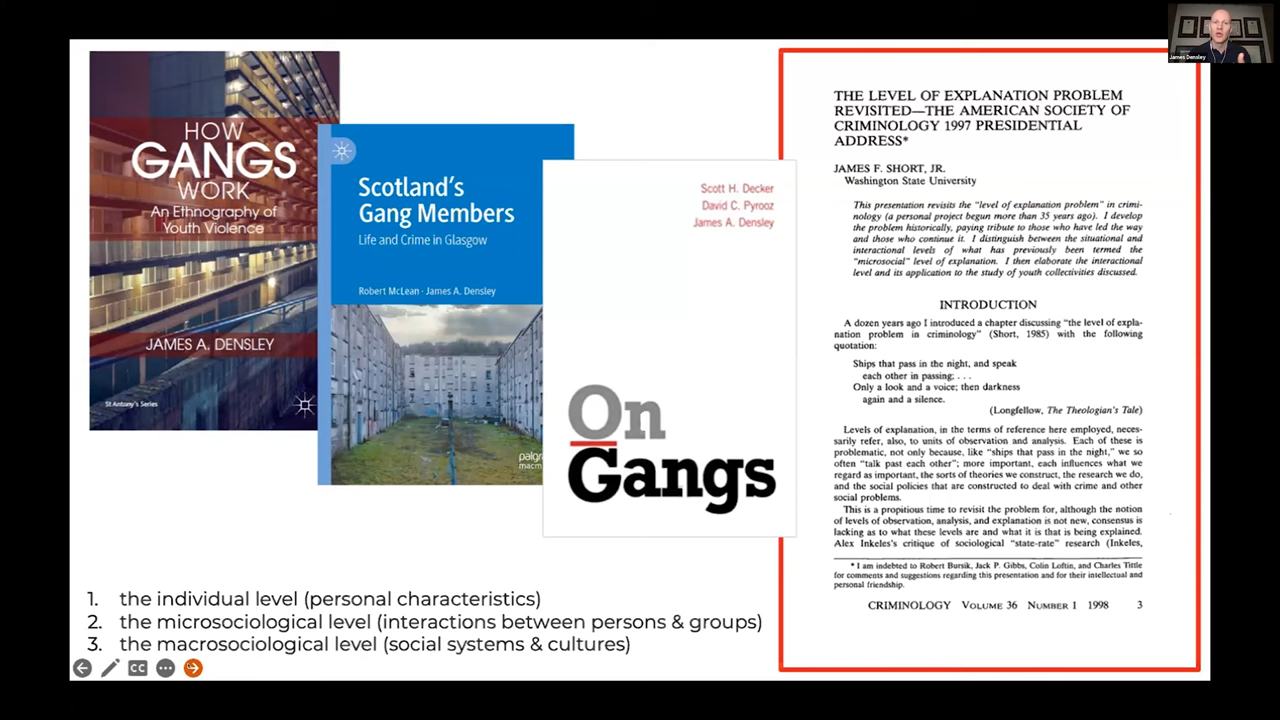 James Densley
HOW
GANGS
WORK
An Ethnography of
Youth Violence
JAMES A. DENSLEY
St Antony's Series
Scotland's
Gang Members
Life and Crime in Glasgow
Robert McLean · James A. Densley
palg
macm
Scott H. Decker
David C. Pyrooz
James A. Densley
On
Gangs
THE LEVEL OF EXPLANATION PROBLEM
REVISITED—THE AMERICAN SOCIETY OF
CRIMINOLOGY 1997 PRESIDENTIAL
ADDRESS*
JAMES F. SHORT, JR.
Washington State University
This presentation revisits the "level of explanation problem" in crimi-
nology (a personal project begun more than 35 years ago). I develop
the problem historically, paying tribute to those who have led the way
and those who continue it. I distinguish between the situational and
interactional levels of what has previously been termed the
"microsocial" level of explanation. I then elaborate the interactional
level and its application to the study of youth collectivities discussed.
INTRODUCTION
A dozen years ago I introduced a chapter discussing "the level of expla-
nation problem in criminology" (Short, 1985) with the following
quotation:
Ships that pass in the night, and speak
each other in passing; . . .
Only a look and a voice; then darkness
again and a silence.
(Longfellow, The Theologian's Tale)
Levels of explanation, in the terms of reference here employed, neces-
sarily refer, also, to units of observation and analysis. Each of these is
problematic, not only because, like "ships that pass in the night," we so
often "talk past each other"; more important, each influences what we
regard as important, the sorts of theories we construct, the research we do,
and the social policies that are constructed to deal with crime and other
social problems.
This is a propitious time to revisit the problem for, although the notion
of levels of observation, analysis, and explanation is not new, consensus is
lacking as to what these levels are and what it is that is being explained.
Alex Inkeles's critique of sociological "state-rate" research (Inkeles,
* I am indebted to Robert Bursik, Jack P. Gibbs, Colin Loftin, and Charles Tittle
for comments and suggestions regarding this presentation and for their intellectual and
personal friendship.
CRIMINOLOGY VOLUME 36 NUMBER 1 1998 3
1. the individual level (personal characteristics)
2. the microsociological level (interactions between persons & groups)
3. the macrosociological level (social systems & cultures)
CC